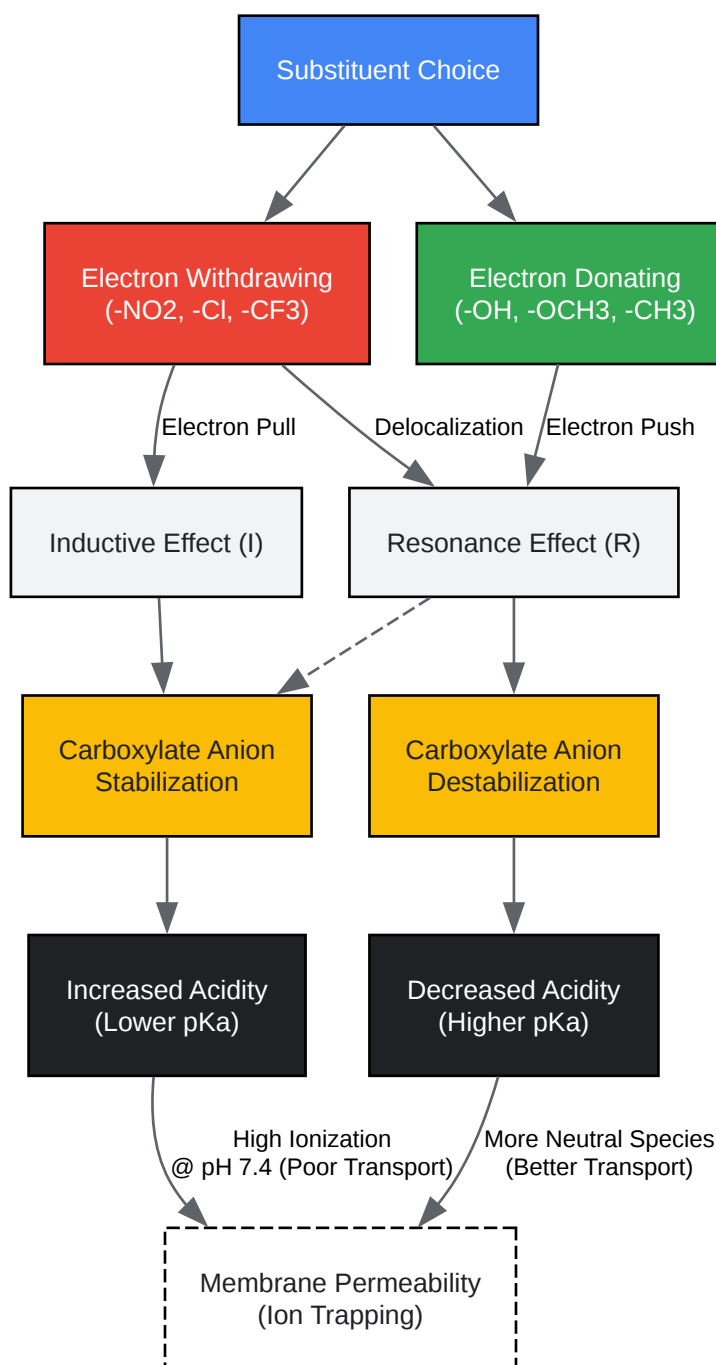 Substituent Choice
Electron Withdrawing
(-NO2, -Cl, -CF3)
Electron Donating
(-OH, -OCH3, -CH3)
Electron Pull
Delocalization
Electron Push
Inductive Effect (I)
Resonance Effect (R)
Carboxylate Anion
Stabilization
Carboxylate Anion
Destabilization
Increased Acidity
(Lower pKa)
Decreased Acidity
(Higher pKa)
High Ionization
@ pH 7.4 (Poor Transport)
More Neutral Species
(Better Transport)
Membrane Permeability
(Ion Trapping)